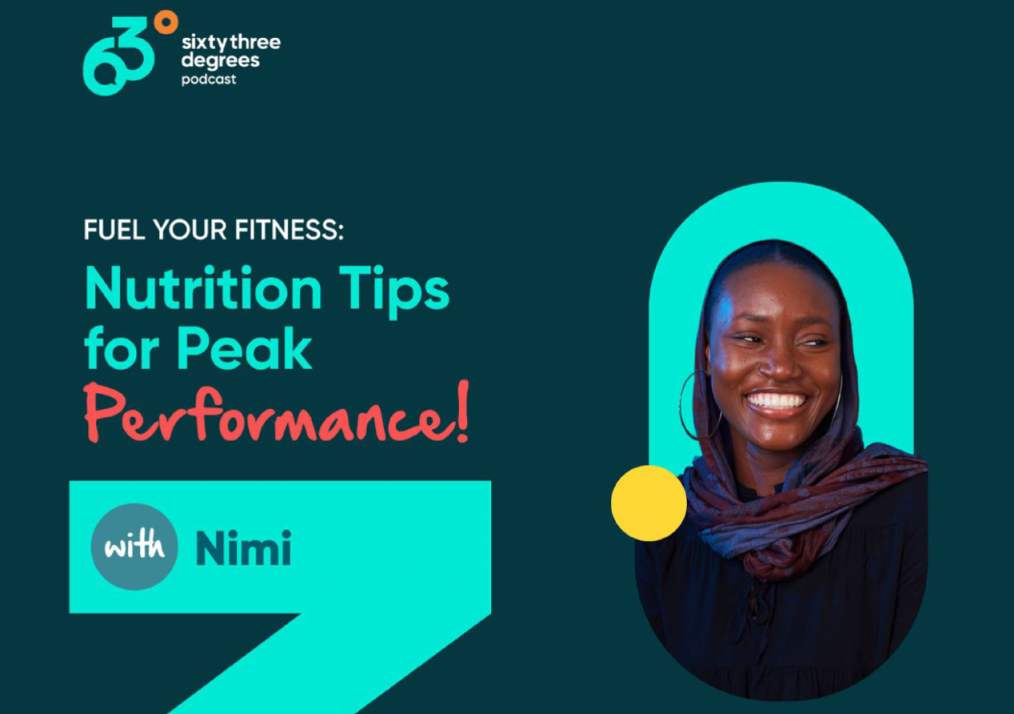 63°
sixty three
degrees
podcast
FUEL YOUR FITNESS:
Nutrition Tips
for Peak
Performance!
with Nimi